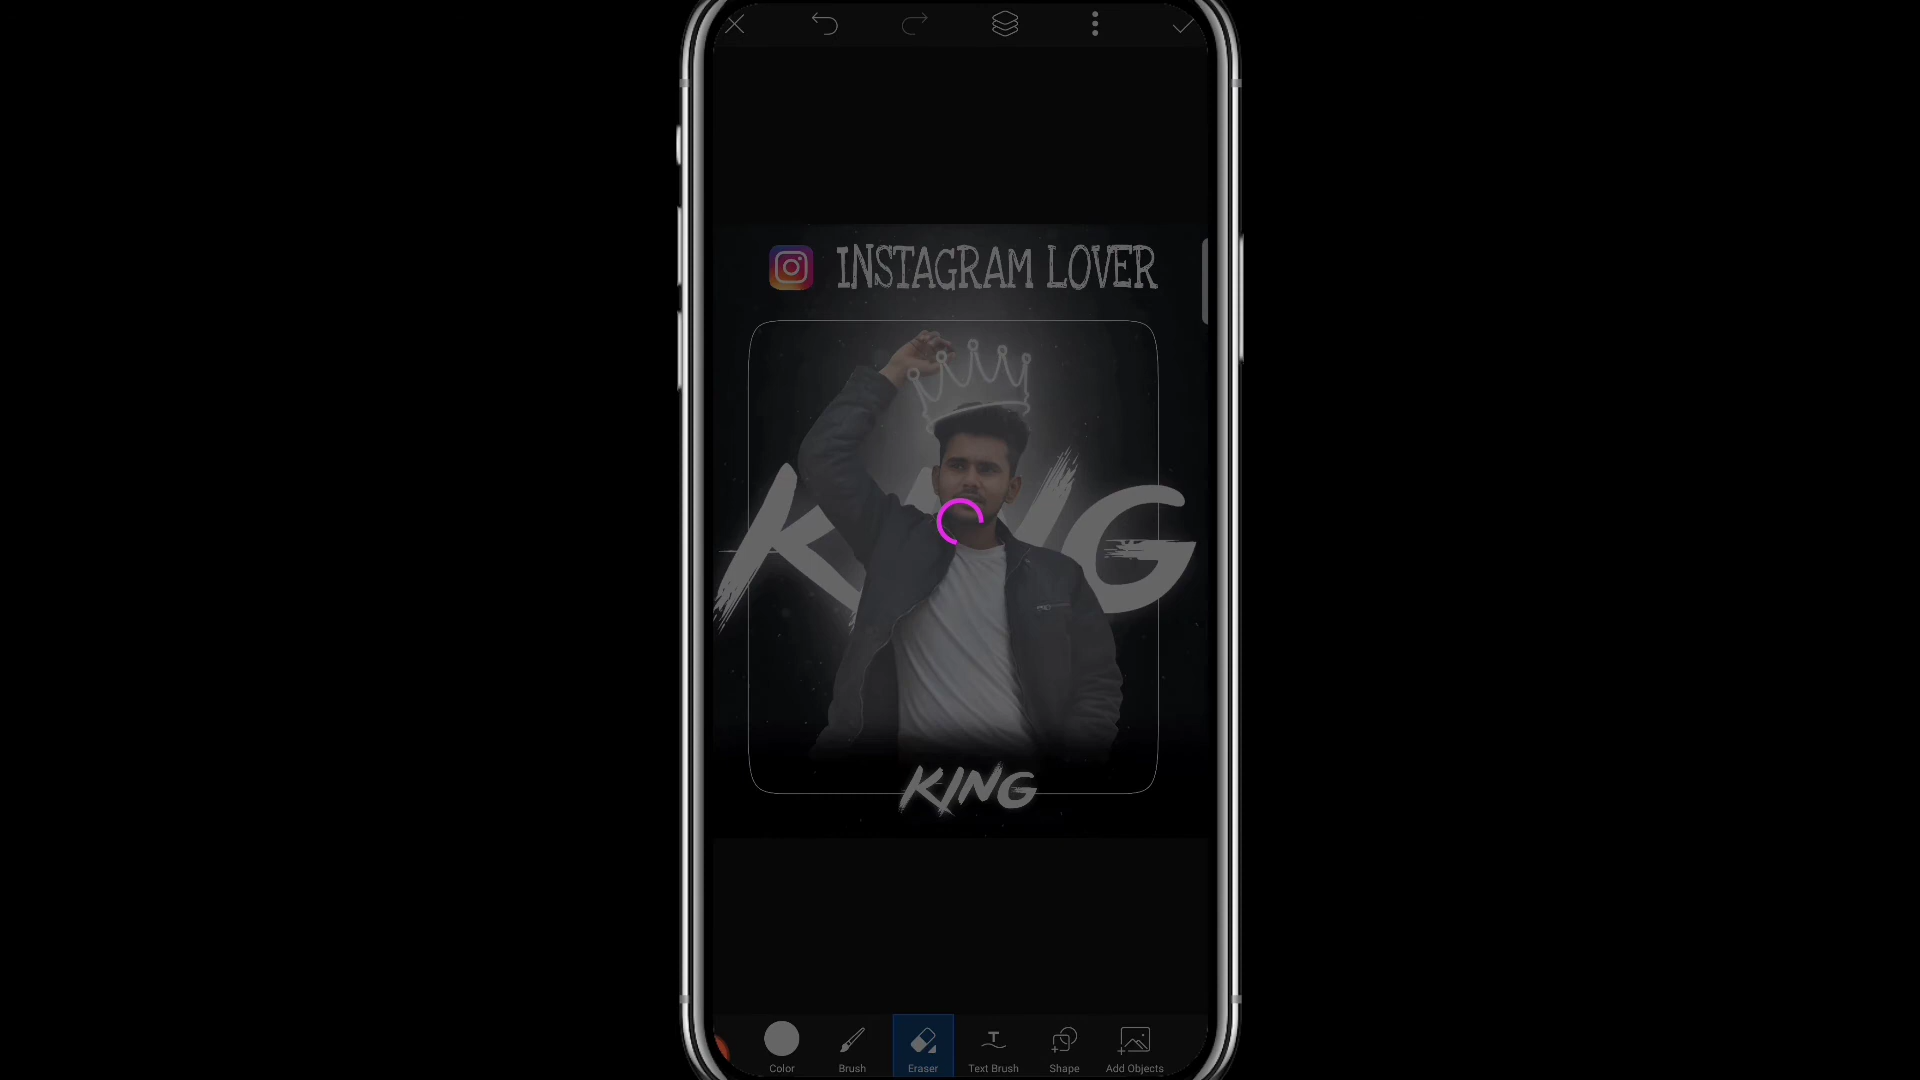 INSTAGRAM LOVER
KING
KING
Color Brush Eraser Text Brush Shape Add Objects